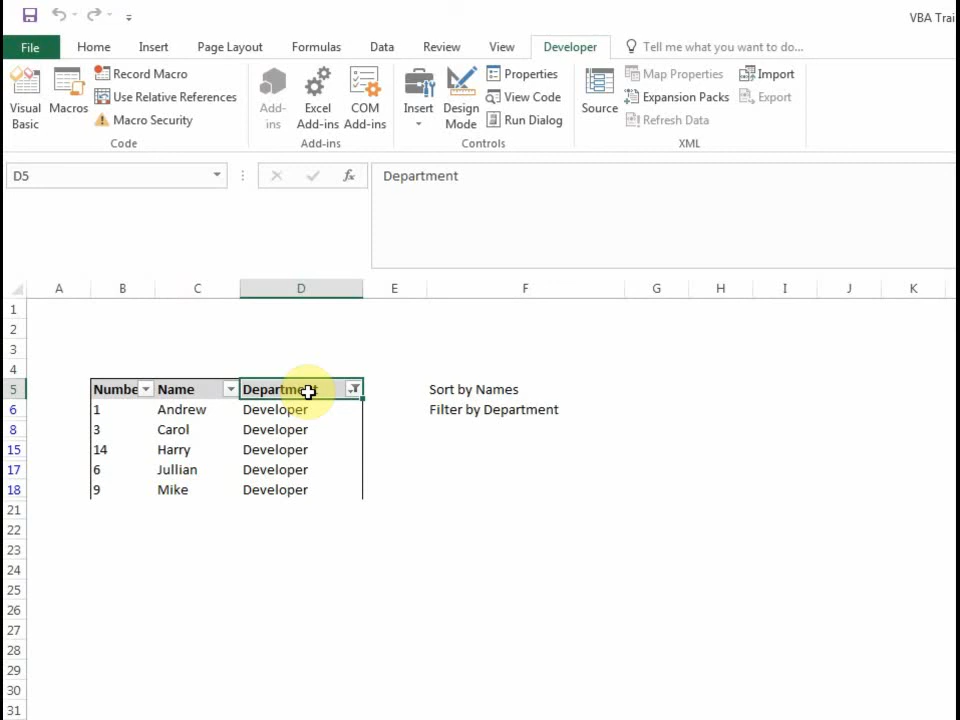 VBA Trai
File Home Insert Page Layout Formulas Data Review View Developer Tell me what you want to do...
Visual Basic
Macros
Record Macro
Use Relative References
Macro Security
Code
Add-ins
Excel Add-ins
COM Add-ins
Add-ins
Insert
Design Mode
Properties
View Code
Run Dialog
Controls
Source
Map Properties
Expansion Packs
Refresh Data
Import
Export
XML
D5 fx Department
A B C D E F G H I J K
1
2
3
4
5 Numbe Name Department Sort by Names
6 1 Andrew Developer Filter by Department
8 3 Carol Developer
15 14 Harry Developer
17 6 Jullian Developer
18 9 Mike Developer
21
22
23
24
25
26
27
28
29
30
31